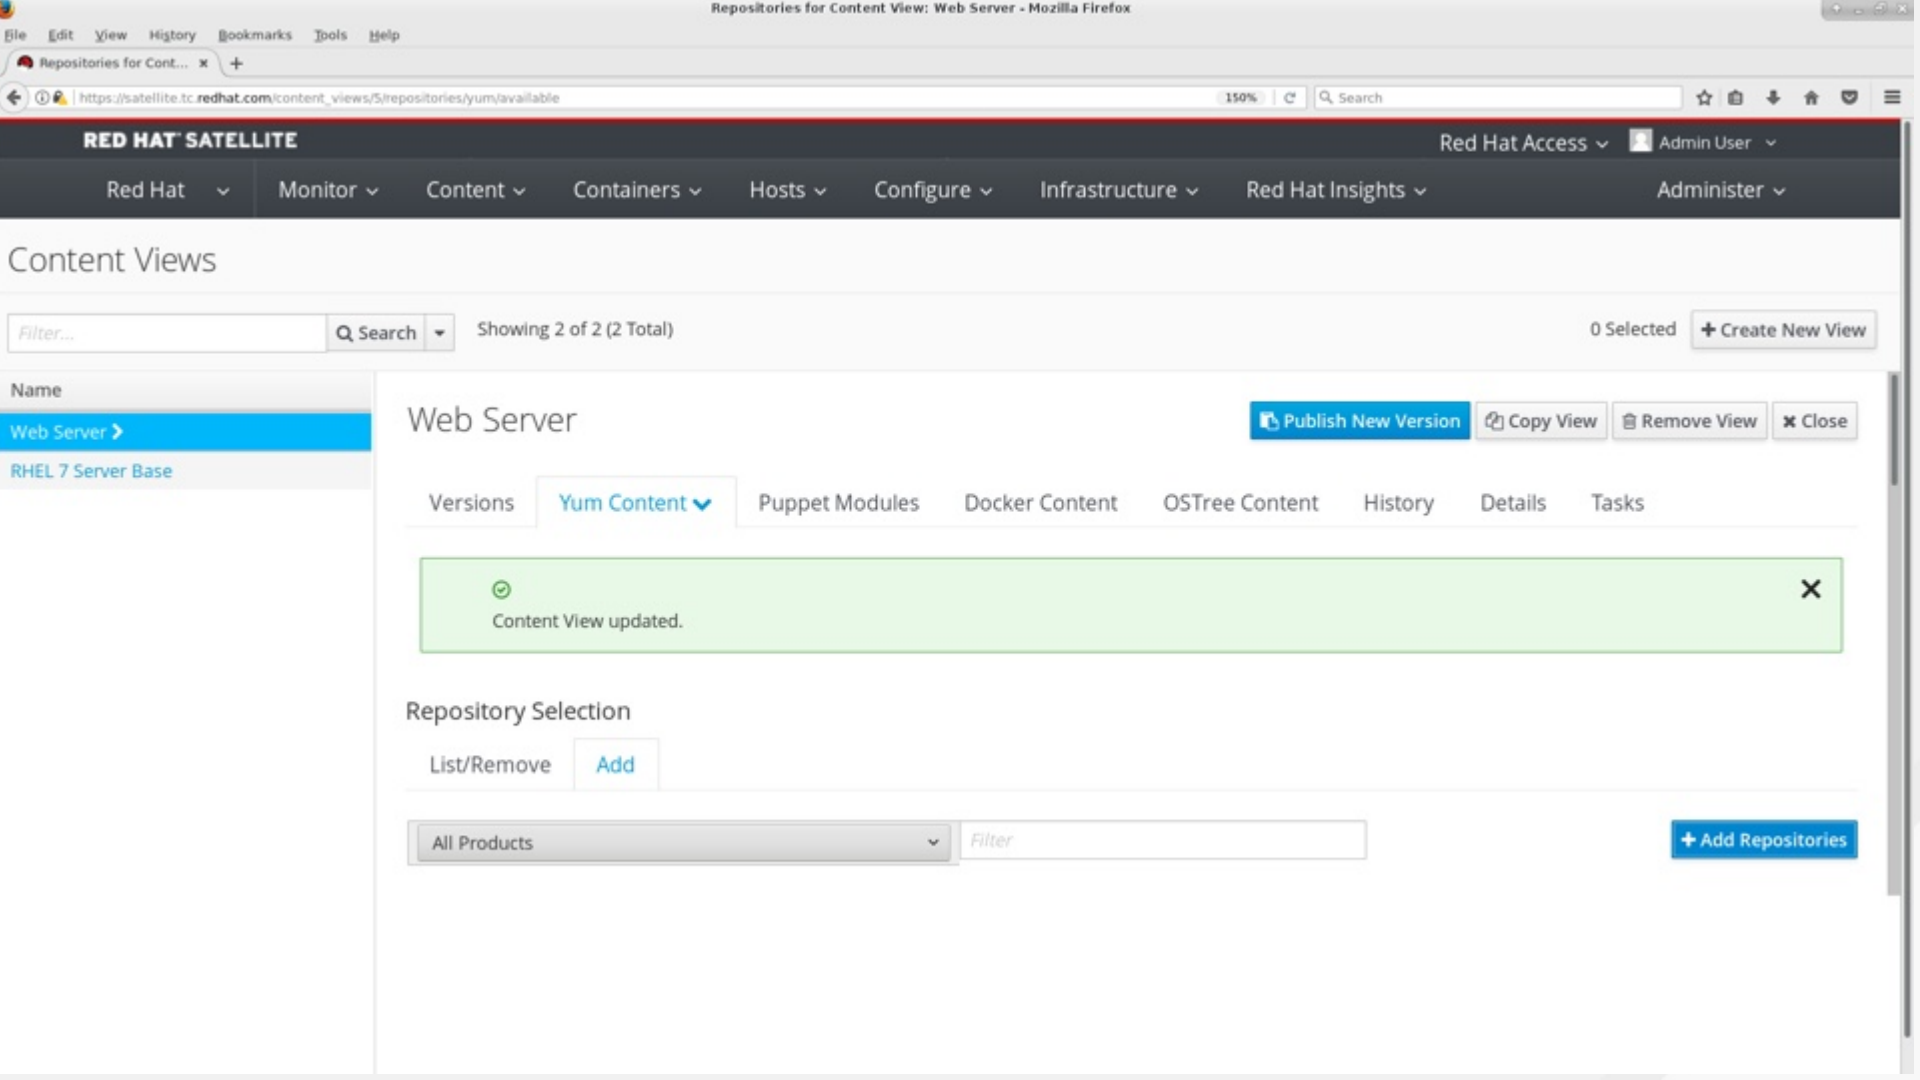 Repositories for Content View: Web Server - Mozilla Firefox
File Edit View History Bookmarks Tools Help
Repositories for Cont...
https://satellite.tc.redhat.com/content_views/5/repositories/yum/available 150% Search
RED HAT SATELLITE Red Hat Access Admin User
Red Hat Monitor Content Containers Hosts Configure Infrastructure Red Hat Insights Administer
Content Views
Filter... Search Showing 2 of 2 (2 Total) 0 Selected + Create New View
Name
Web Server
RHEL 7 Server Base
Web Server Publish New Version Copy View Remove View Close
Versions Yum Content Puppet Modules Docker Content OSTree Content History Details Tasks
Content View updated.
Repository Selection
List/Remove Add
All Products Filter + Add Repositories